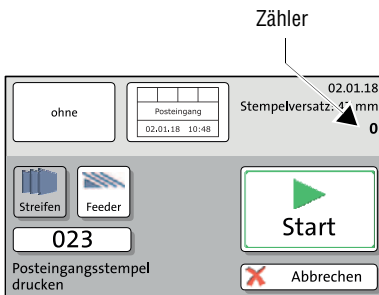 Zähler
02.01.18
ohne
Posteingang
Stempelversatz: mm
02.01.18 10:48
0
Streifen
Feeder
Start
023
Posteingangsstempel
drucken
Abbrechen